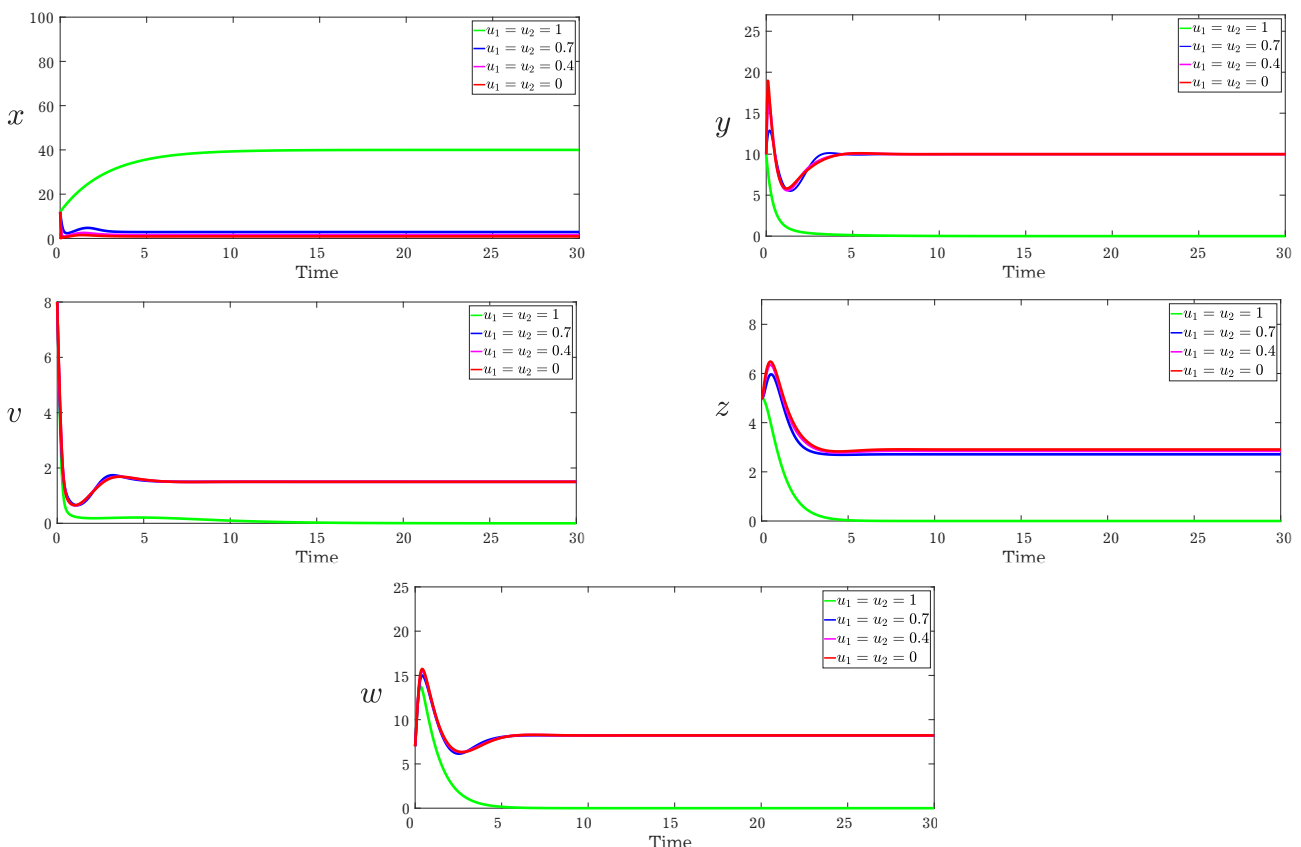 100
80
60
40
20
0
x
0 5 10 15 20 25 30
Time
u₁ = u₂ = 1
u₁ = u₂ = 0.7
u₁ = u₂ = 0.4
u₁ = u₂ = 0
25
20
15
10
5
0
y
0 5 10 15 20 25 30
Time
u₁ = u₂ = 1
u₁ = u₂ = 0.7
u₁ = u₂ = 0.4
u₁ = u₂ = 0
8
6
4
2
0
v
0 5 10 15 20 25 30
Time
u₁ = u₂ = 1
u₁ = u₂ = 0.7
u₁ = u₂ = 0.4
u₁ = u₂ = 0
8
6
4
2
0
z
0 5 10 15 20 25 30
Time
u₁ = u₂ = 1
u₁ = u₂ = 0.7
u₁ = u₂ = 0.4
u₁ = u₂ = 0
25
20
15
10
5
0
w
0 5 10 15 20 25 30
Time
u₁ = u₂ = 1
u₁ = u₂ = 0.7
u₁ = u₂ = 0.4
u₁ = u₂ = 0